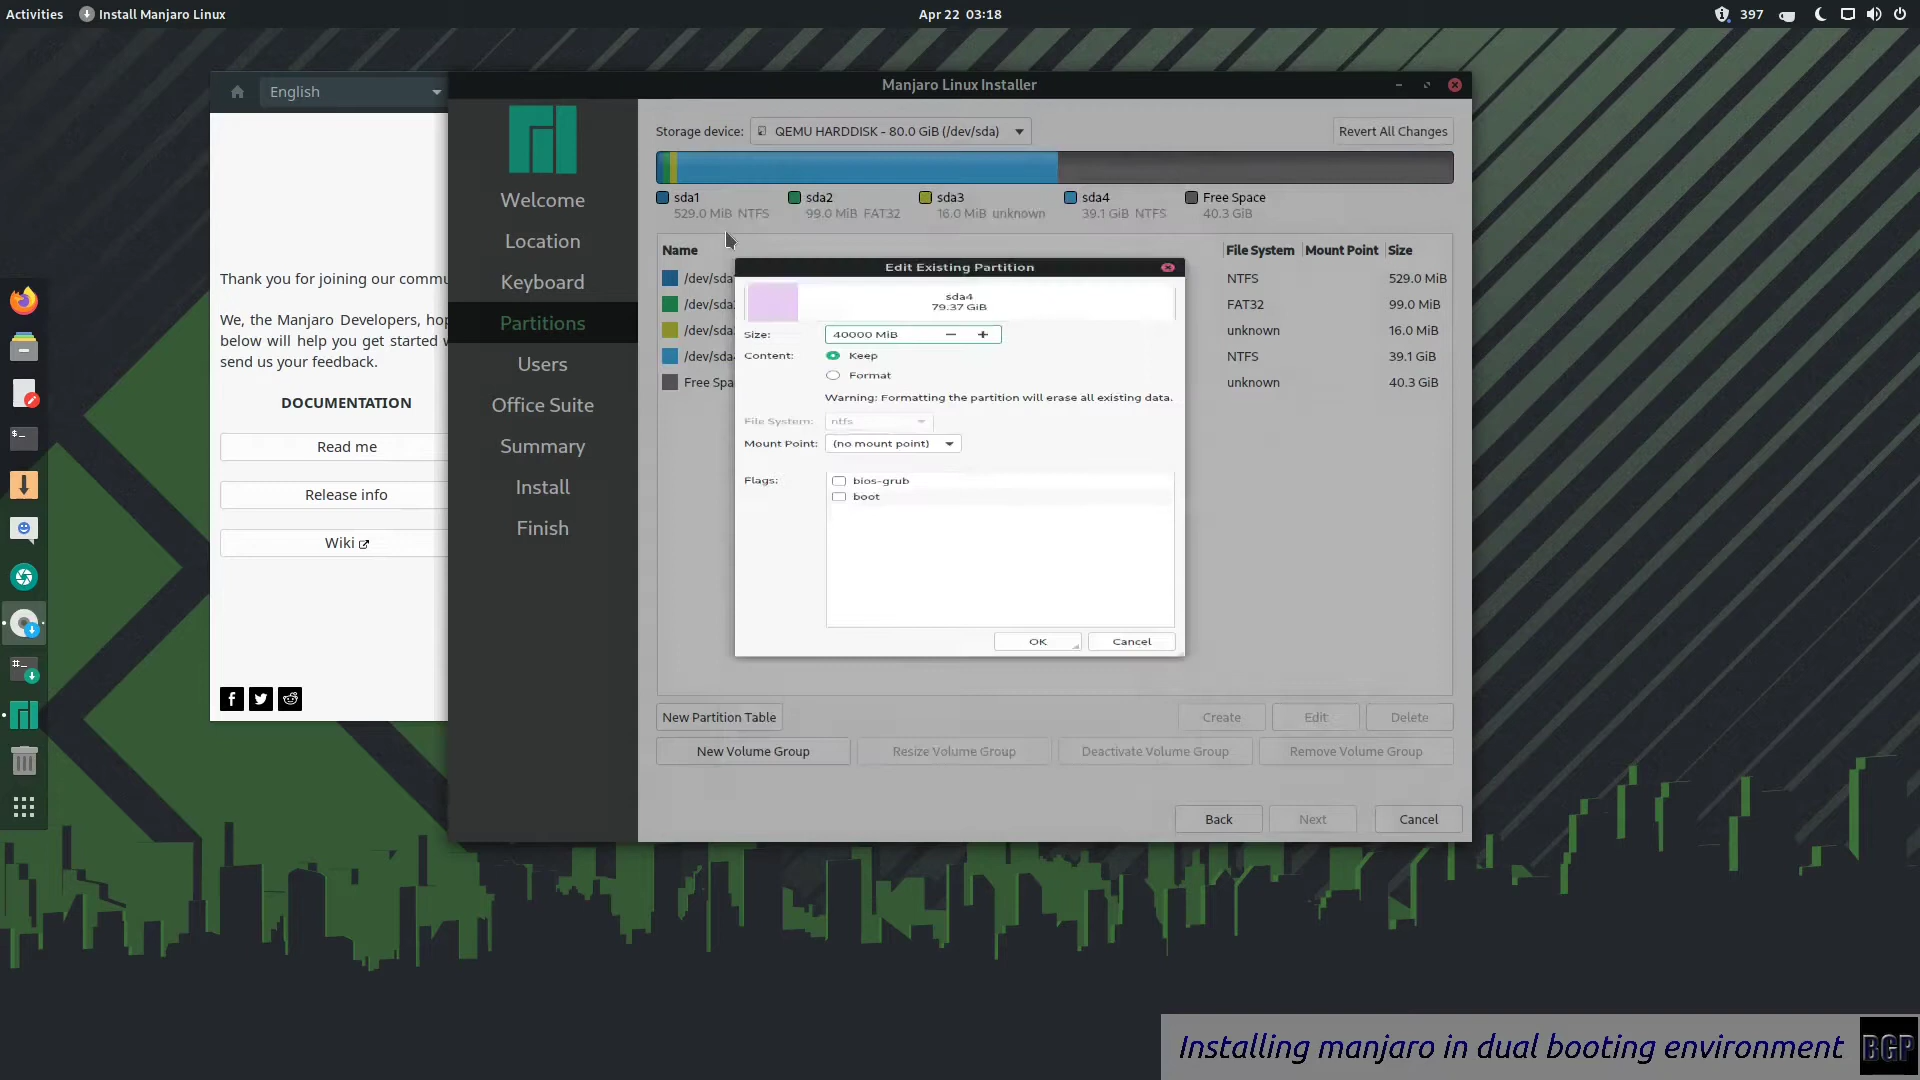 Activities
Install Manjaro Linux
Apr 22 03:18
397
English
Manjaro Linux Installer
Thank you for joining our commu
We, the Manjaro Developers, hop
below will help you get started w
send us your feedback.
DOCUMENTATION
Read me
Release info
Wiki
Welcome
Location
Keyboard
Partitions
Users
Office Suite
Summary
Install
Finish
Storage device:
QEMU HARDDISK - 80.0 GiB (/dev/sda)
Revert All Changes
sda1
529.0 MiB NTFS
sda2
99.0 MiB FAT32
sda3
16.0 MiB unknown
sda4
39.1 GiB NTFS
Free Space
40.3 GiB
Name File System Mount Point Size
/dev/sda NTFS 529.0 MiB
/dev/sda FAT32 99.0 MiB
/dev/sda unknown 16.0 MiB
/dev/sda NTFS 39.1 GiB
Free Spa unknown 40.3 GiB
Edit Existing Partition
sda4
79.37 GiB
Size: 40000 MiB
Content: Keep
Format
Warning: Formatting the partition will erase all existing data.
File System: ntfs
Mount Point: (no mount point)
Flags: bios-grub
boot
OK Cancel
New Partition Table
Create Edit Delete
New Volume Group Resize Volume Group Deactivate Volume Group Remove Volume Group
Back Next Cancel
Installing manjaro in dual booting environment
BGP